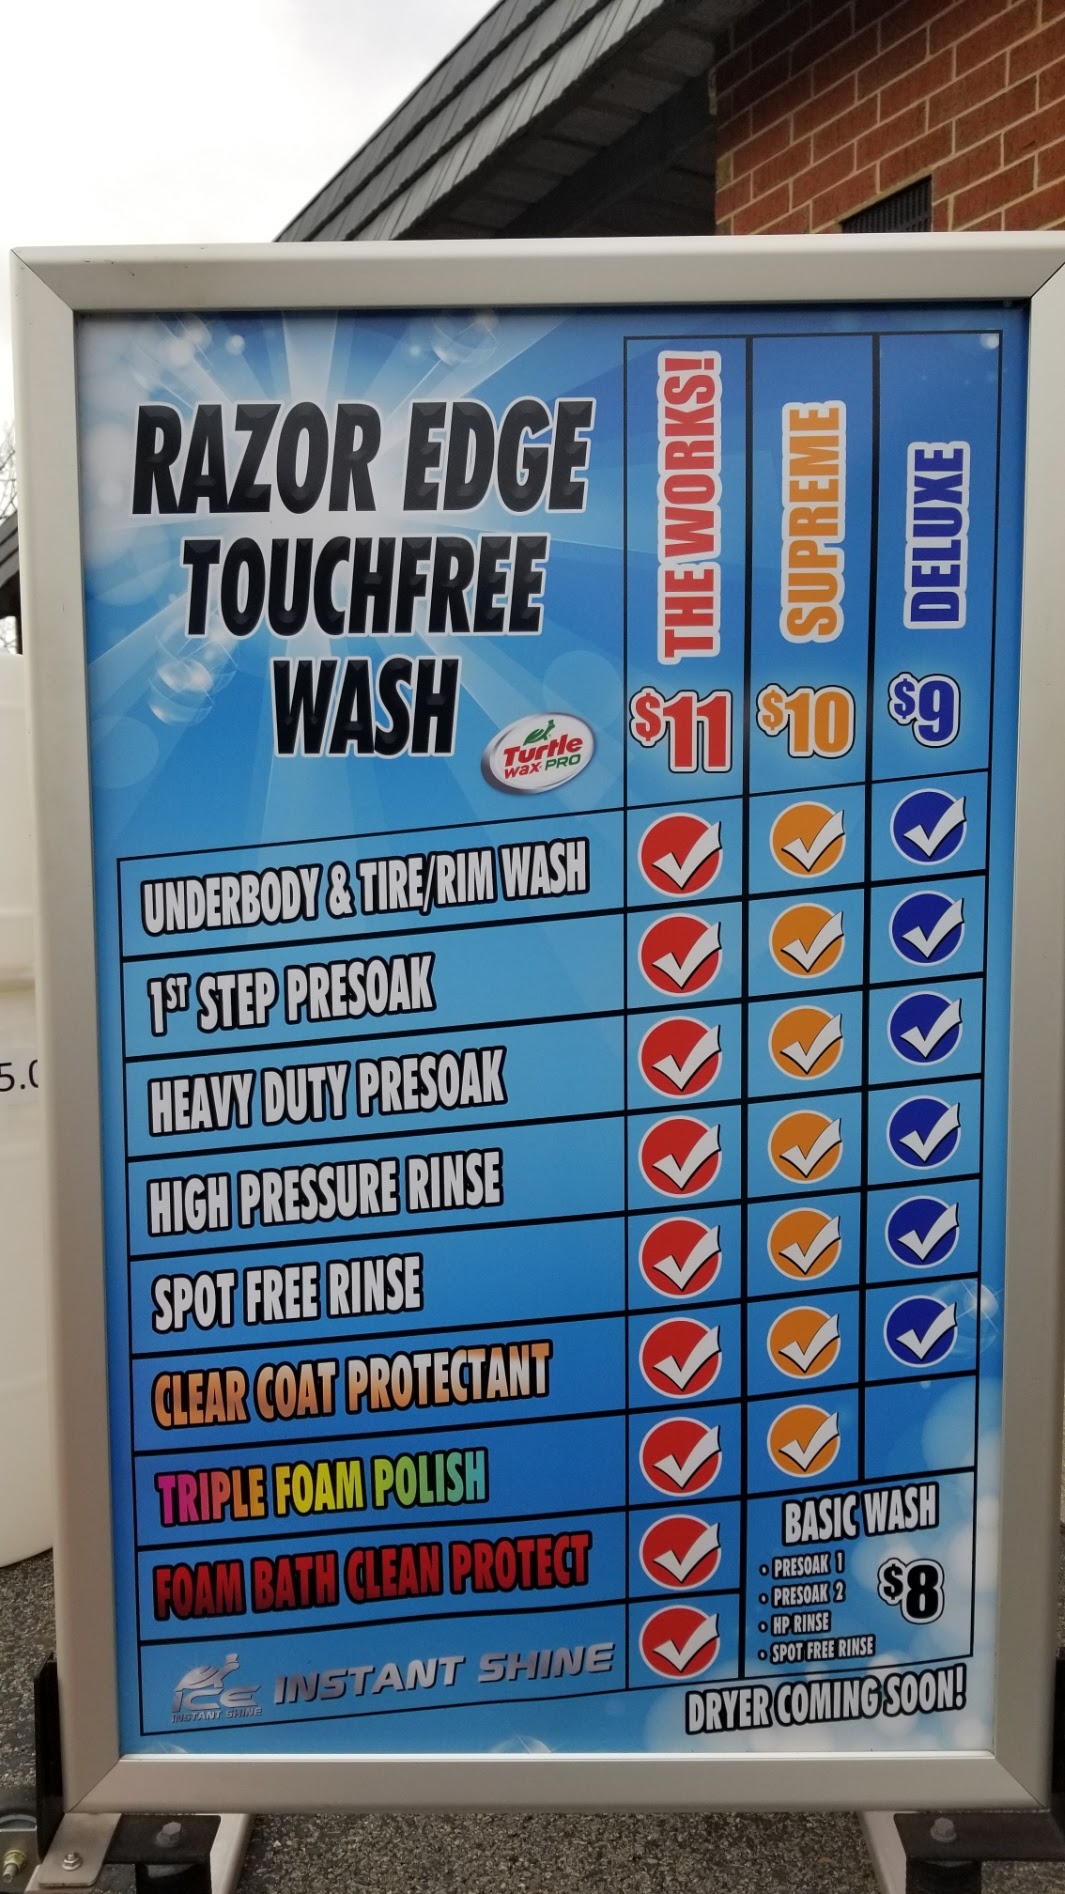 RAZOR EDGE
TOUCHFREE
WASH
Turtle
Wax PRO
THE WORKS!
SUPREME
DELUXE
$11
$10
$9
UNDERBODY & TIRE/RIM WASH
1ST STEP PRESOAK
HEAVY DUTY PRESOAK
HIGH PRESSURE RINSE
SPOT FREE RINSE
CLEAR COAT PROTECTANT
TRIPLE FOAM POLISH
FOAM BATH CLEAN PROTECT
ICE
INSTANT SHINE
INSTANT SHINE
BASIC WASH
• PRESOAK 1
• PRESOAK 2
• HP RINSE
• SPOT FREE RINSE
$8
DRYER COMING SOON!